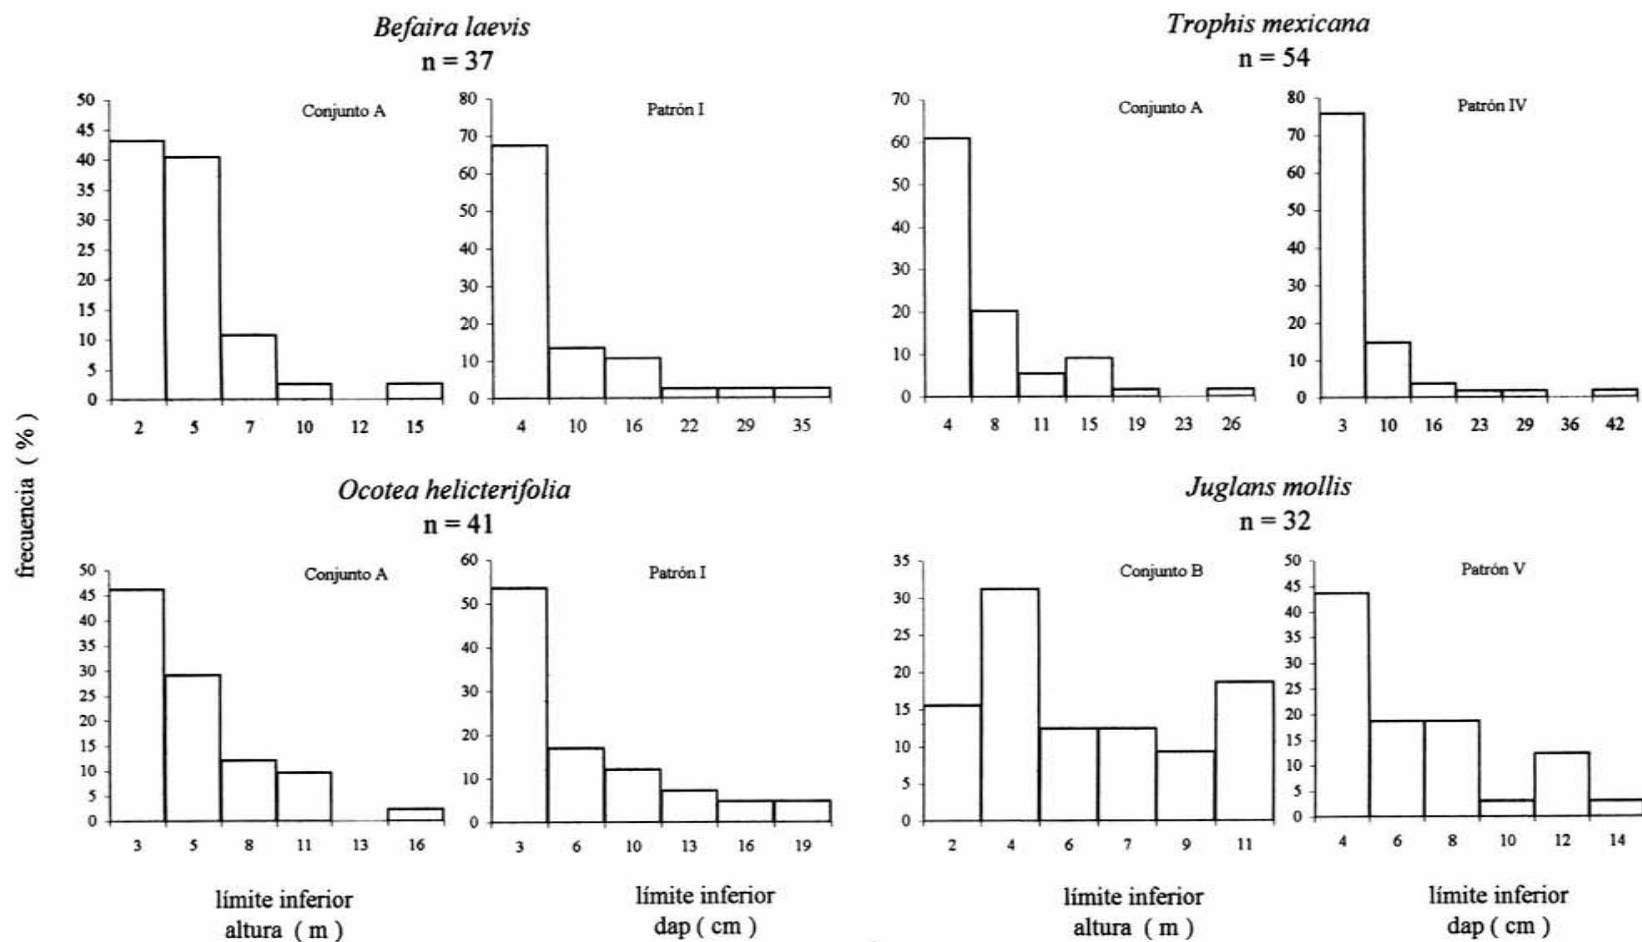 Befaira laevis
n = 37
Conjunto A
50
45
40
35
30
25
20
15
10
5
0
2 5 7 10 12 15
Patrón I
80
70
60
50
40
30
20
10
0
4 10 16 22 29 35
Trophis mexicana
n = 54
Conjunto A
70
60
50
40
30
20
10
0
4 8 11 15 19 23 26
Patrón IV
80
70
60
50
40
30
20
10
0
3 10 16 23 29 36 42
frecuencia ( % )
Ocotea helicterifolia
n = 41
Conjunto A
50
45
40
35
30
25
20
15
10
5
0
3 5 8 11 13 16
límite inferior
altura ( m )
Patrón I
60
50
40
30
20
10
0
3 6 10 13 16 19
límite inferior
dap ( cm )
Juglans mollis
n = 32
Conjunto B
35
30
25
20
15
10
5
0
2 4 6 7 9 11
límite inferior
altura ( m )
Patrón V
50
45
40
35
30
25
20
15
10
5
0
4 6 8 10 12 14
límite inferior
dap ( cm )